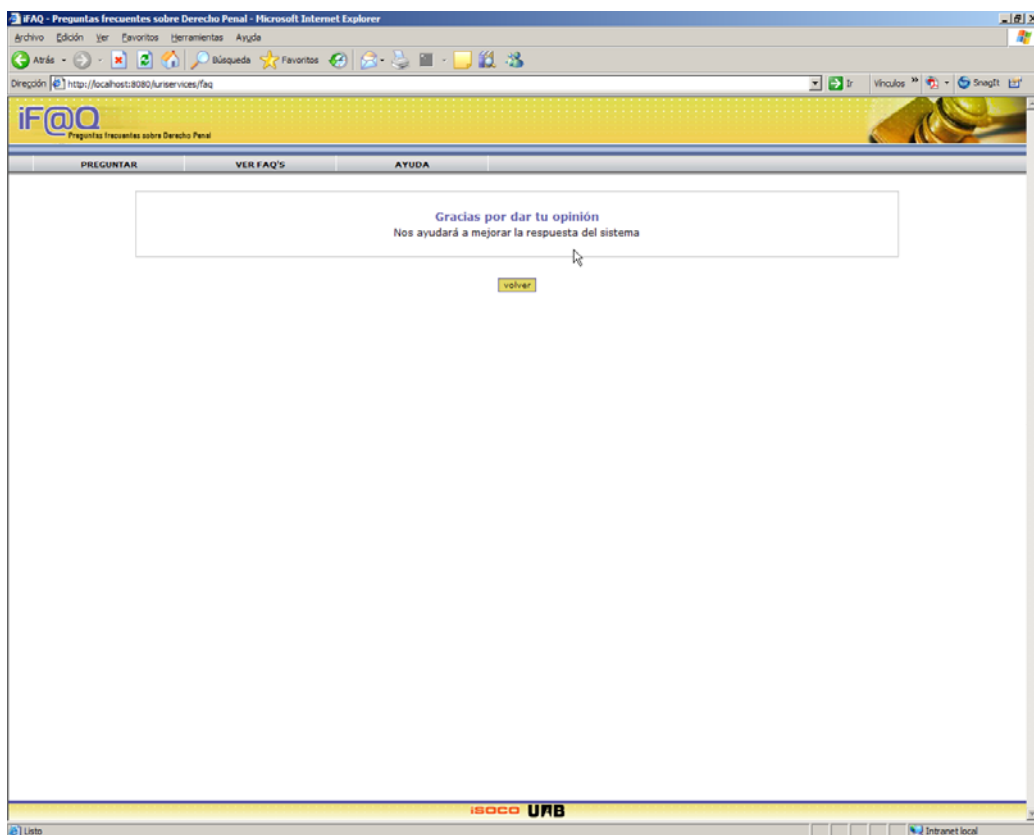 iFAQ - Preguntas frecuentes sobre Derecho Penal - Microsoft Internet Explorer
Archivo Edición Ver Favoritos Herramientas Ayuda
Atrás Búsqueda Favoritos
Dirección http://localhost:8080/iuriservices/faq Ir Vínculos » SnagIt
iF@Q
Preguntas frecuentes sobre Derecho Penal
PREGUNTAR VER FAQ'S AYUDA
Gracias por dar tu opinión
Nos ayudará a mejorar la respuesta del sistema
volver
isoco UAB
Listo Intranet local